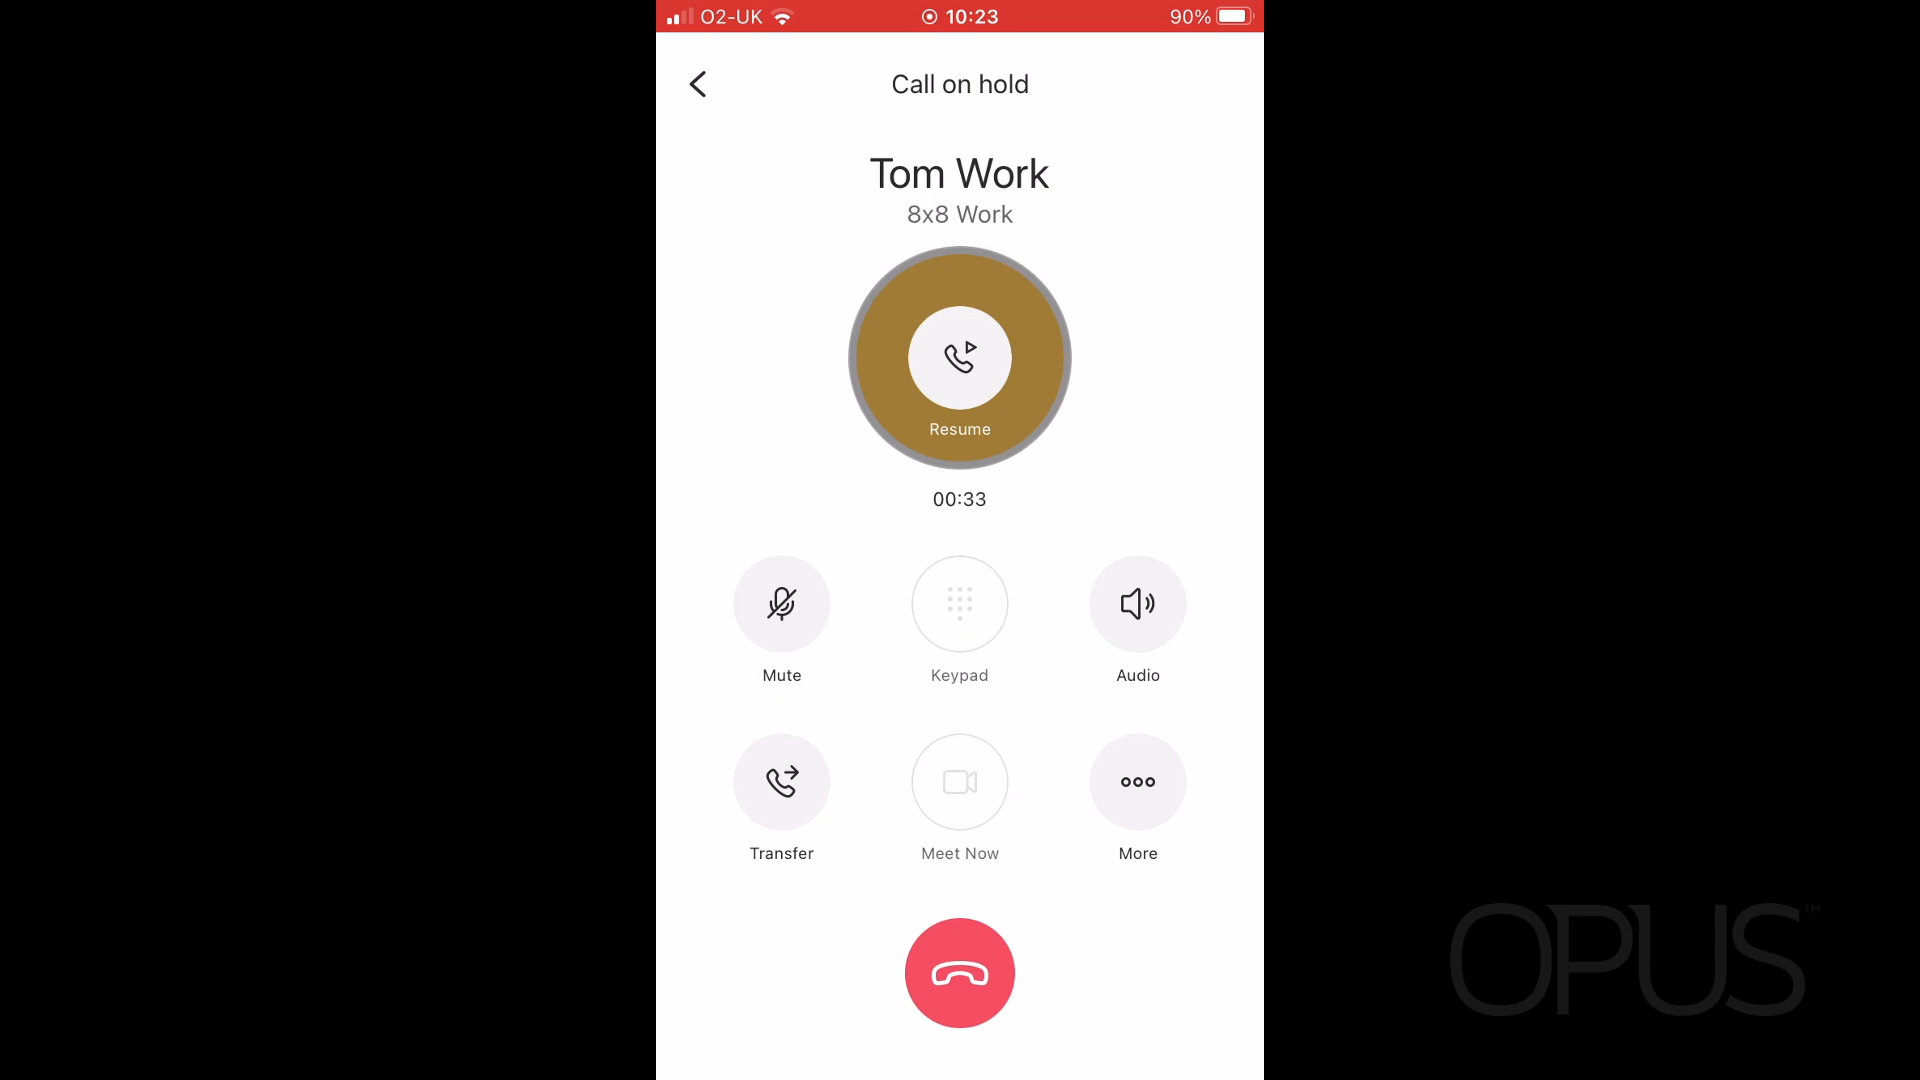 O2-UK 10:23 90%
Call on hold
Tom Work
8x8 Work
Resume
00:33
Mute Keypad Audio
Transfer Meet Now More
OPUS™